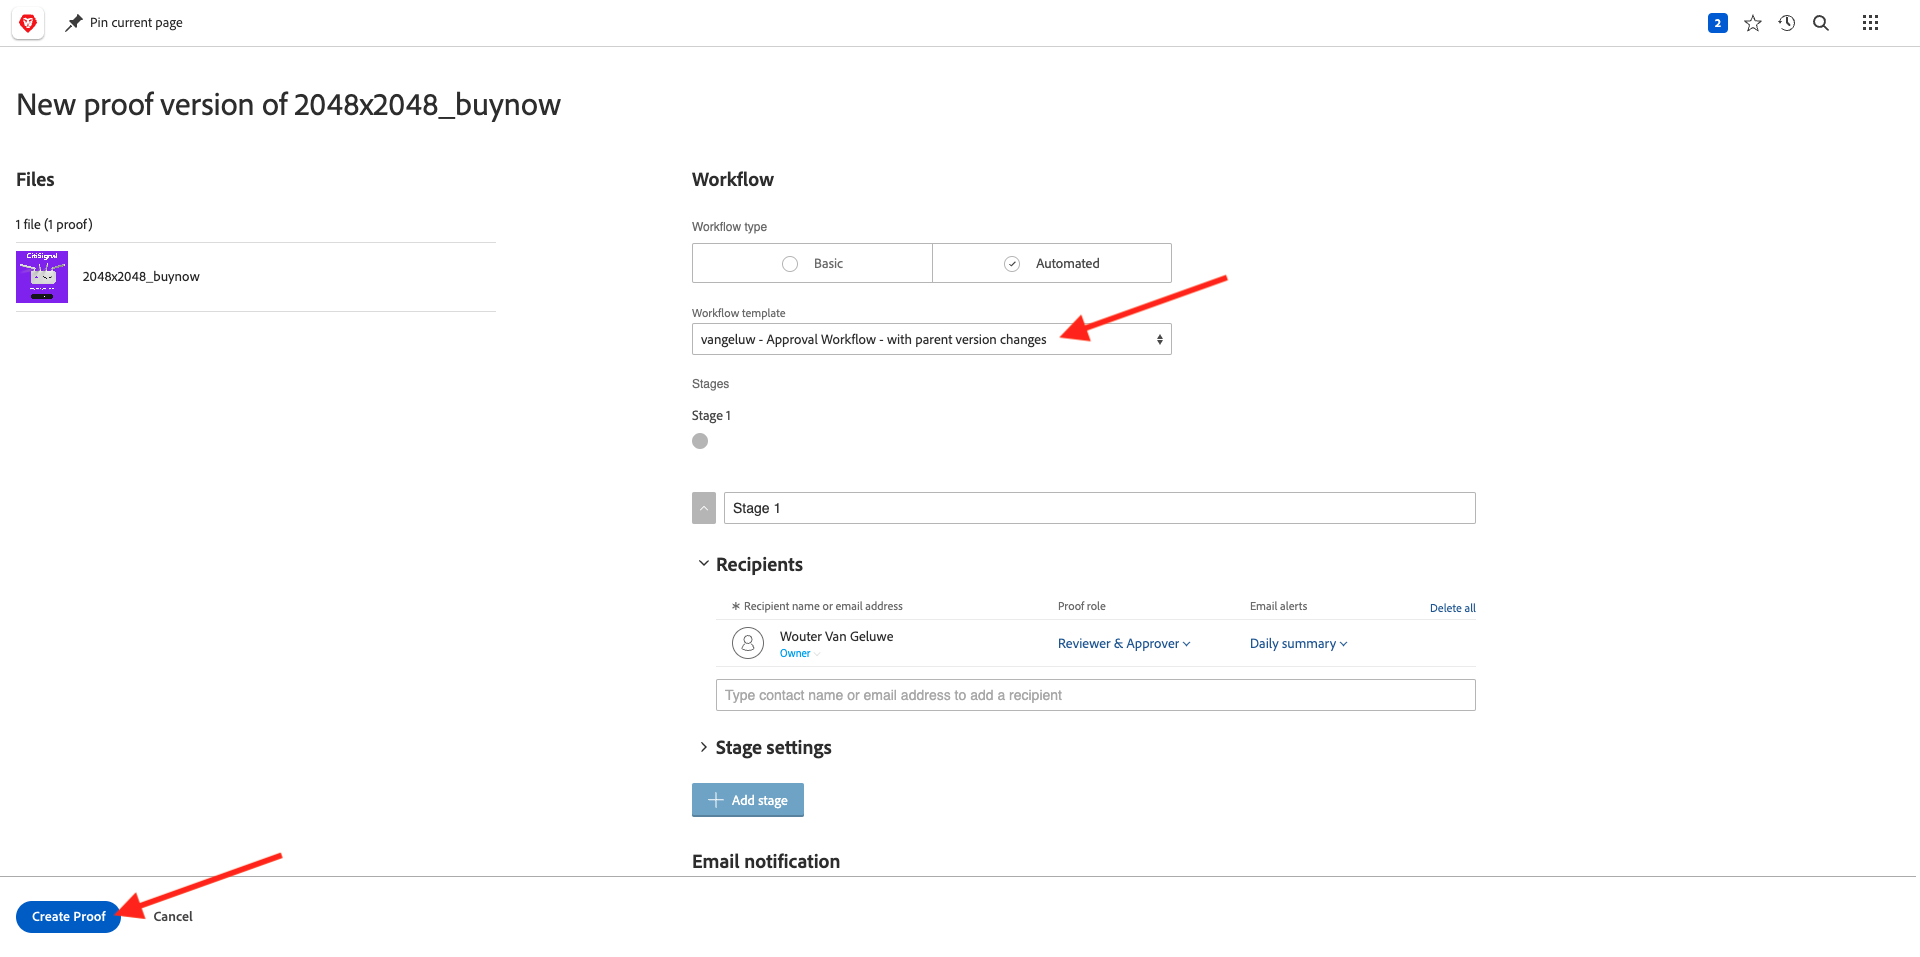 Pin current page
2
New proof version of 2048x2048_buynow
Files
1 file (1 proof)
CitiSignal
2048x2048_buynow
Workflow
Workflow type
Basic
Automated
Workflow template
vangeluw - Approval Workflow - with parent version changes
Stages
Stage 1
Stage 1
Recipients
* Recipient name or email address
Proof role
Email alerts
Delete all
Wouter Van Geluwe
Owner
Reviewer & Approver
Daily summary
Type contact name or email address to add a recipient
Stage settings
Add stage
Email notification
Create Proof
Cancel